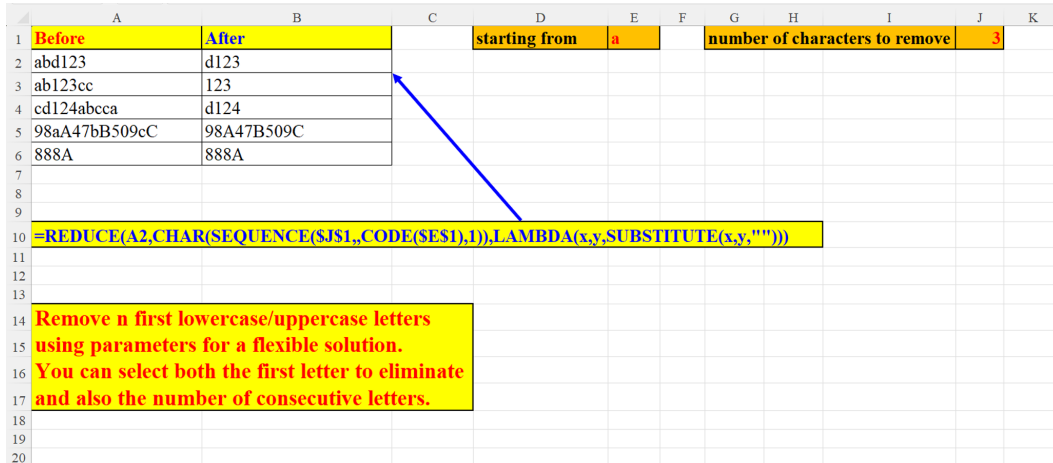 A B C D E F G H I J K
1 Before After starting from a number of characters to remove 3
2 abd123 d123
3 ab123cc 123
4 cd124abcca d124
5 98aA47bB509cC 98A47B509C
6 888A 888A
7
8
9
10 =REDUCE(A2,CHAR(SEQUENCE($J$1,,CODE($E$1),1)),LAMBDA(x,y,SUBSTITUTE(x,y,"")))
11
12
13
14 Remove n first lowercase/uppercase letters
15 using parameters for a flexible solution.
16 You can select both the first letter to eliminate
17 and also the number of consecutive letters.
18
19
20